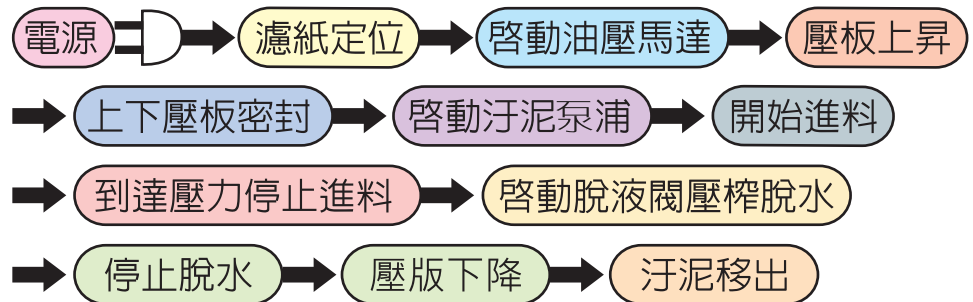 電源 濾紙定位 啓動油壓馬達 壓板上昇
上下壓板密封 啓動汙泥泵浦 開始進料
到達壓力停止進料 啓動脫液閥壓榨脫水
停止脫水 壓版下降 汙泥移出